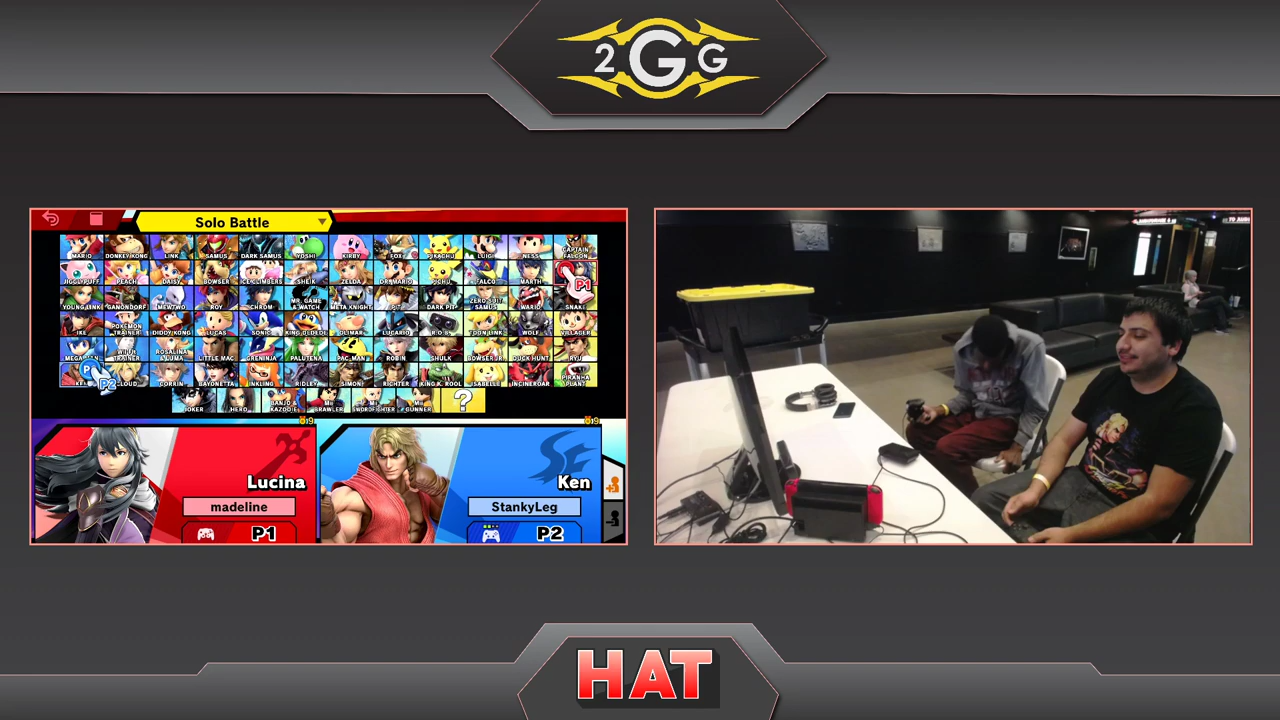 2GG
Solo Battle
MARIO DONKEY KONG LINK SAMUS DARK SAMUS YOSHI KIRBY FOX PIKACHU LUIGI NESS CAPTAIN FALCON
JIGGLYPUFF PEACH DAISY BOWSER ICE CLIMBERS SHEIK ZELDA DR. MARIO FALCO MARTH
P1
YOUNG LINK GANONDORF MEWTWO ROY CHROM MR. GAME & WATCH META KNIGHT PIT DARK PIT ZERO SUIT SAMUS WARIO SNAKE
IKE POKÉMON TRAINER DIDDY KONG LUCAS SONIC KING DEDEDE OLIMAR LUCARIO R.O.B. TOON LINK WOLF VILLAGER
MEGA MAN WII FIT TRAINER ROSALINA & LUMA LITTLE MAC GRENINJA PALUTENA PAC-MAN ROBIN SHULK BOWSER JR. DUCK HUNT RYU
P P2
CLOUD CORRIN BAYONETTA INKLING RIDLEY SIMON RICHTER KING K. ROOL ISABELLE INCINEROAR PIRANHA PLANT
JOKER HERO BANJO & KAZOOIE MII BRAWLER MII SWORDFIGHTER MII GUNNER ?
Lucina
madeline
P1
Ken
StankyLeg
P2
HAT